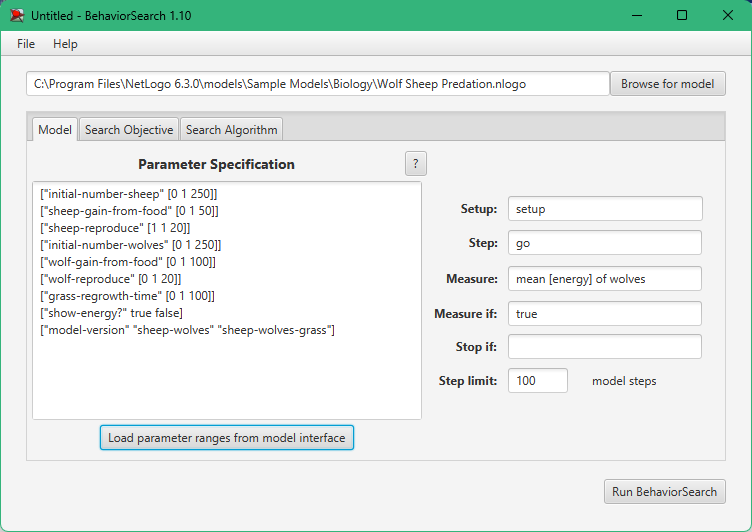 Untitled - BehaviorSearch 1.10
File Help
C:\Program Files\NetLogo 6.3.0\models\Sample Models\Biology\Wolf Sheep Predation.nlogo Browse for model
Model Search Objective Search Algorithm
Parameter Specification ?
["initial-number-sheep" [0 1 250]]
["sheep-gain-from-food" [0 1 50]]
["sheep-reproduce" [1 1 20]]
["initial-number-wolves" [0 1 250]]
["wolf-gain-from-food" [0 1 100]]
["wolf-reproduce" [0 1 20]]
["grass-regrowth-time" [0 1 100]]
["show-energy?" true false]
["model-version" "sheep-wolves" "sheep-wolves-grass"]
Load parameter ranges from model interface
Setup: setup
Step: go
Measure: mean [energy] of wolves
Measure if: true
Stop if:
Step limit: 100 model steps
Run BehaviorSearch